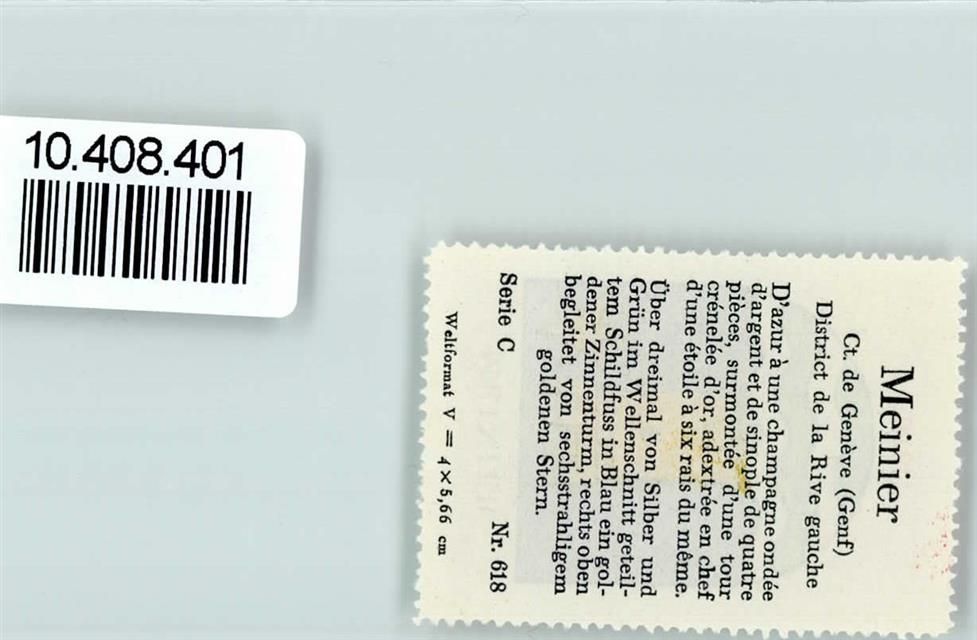 10.408.401
Meinier
Ct. de Genève (Genf)
District de la Rive gauche
D'azur à une champagne ondée
d'argent et de sinople de quatre
pièces, surmontée d'une tour
crénelée d'or, adextrée en chef
d'une étoile à six rais du même.
Über dreimal von Silber und
Grün im Wellenschnitt geteil-
tem Schildfuss in Blau ein gol-
dener Zinnenturm, rechts oben
begleitet von sechsstrahligem
goldenen Stern.
Serie C Nr. 618
Weltformat V = 4×5,66 cm